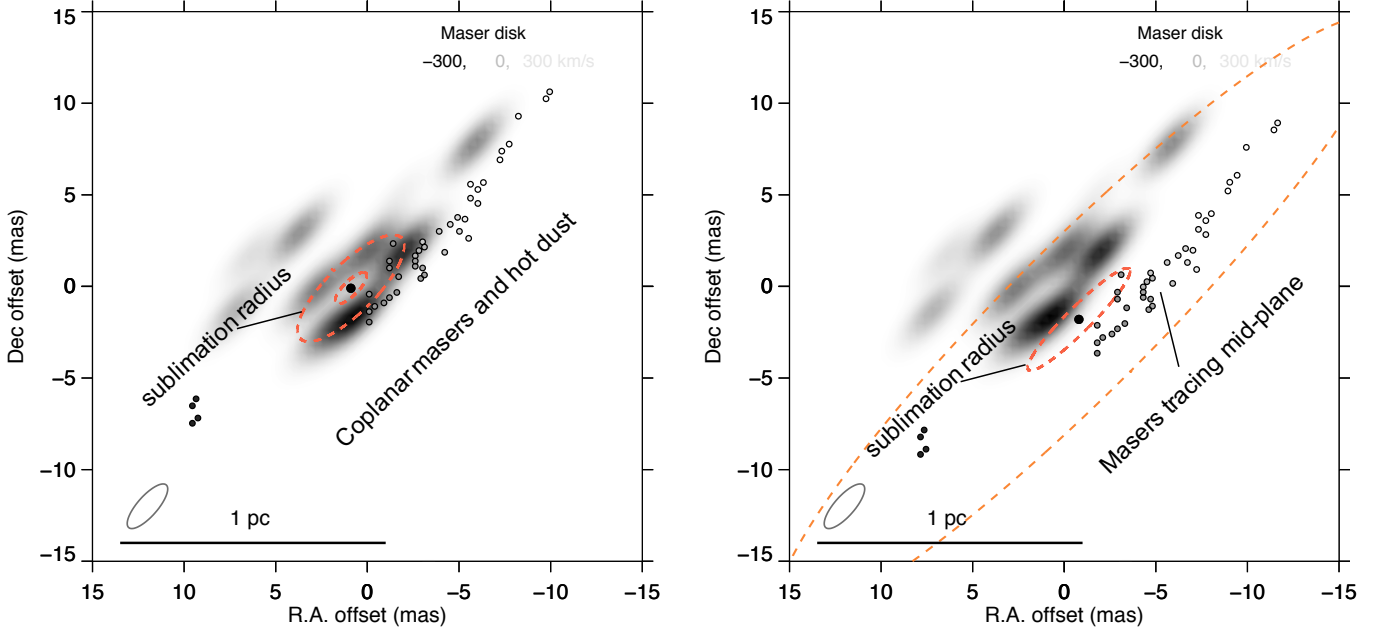 15
10
5
0
−5
−10
−15
Dec offset (mas)
Maser disk
−300, 0, 300 km/s
sublimation radius
Coplanar masers and hot dust
1 pc
15 10 5 0 −5 −10 −15
R.A. offset (mas)
15
10
5
0
−5
−10
−15
Dec offset (mas)
Maser disk
−300, 0, 300 km/s
sublimation radius
Masers tracing mid−plane
1 pc
15 10 5 0 −5 −10 −15
R.A. offset (mas)